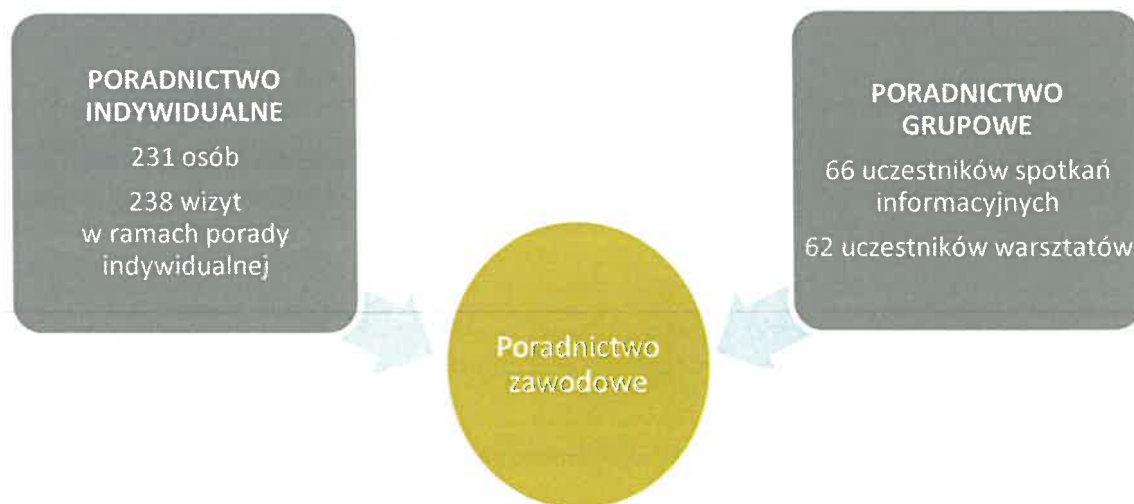 PORADNICTWO
INDYWIDUALNE
231 osób
238 wizyt
w ramach porady
indywidualnej
PORADNICTWO
GRUPOWE
66 uczestników spotkań
informacyjnych
62 uczestników warsztatów
Poradnictwo
zawodowe